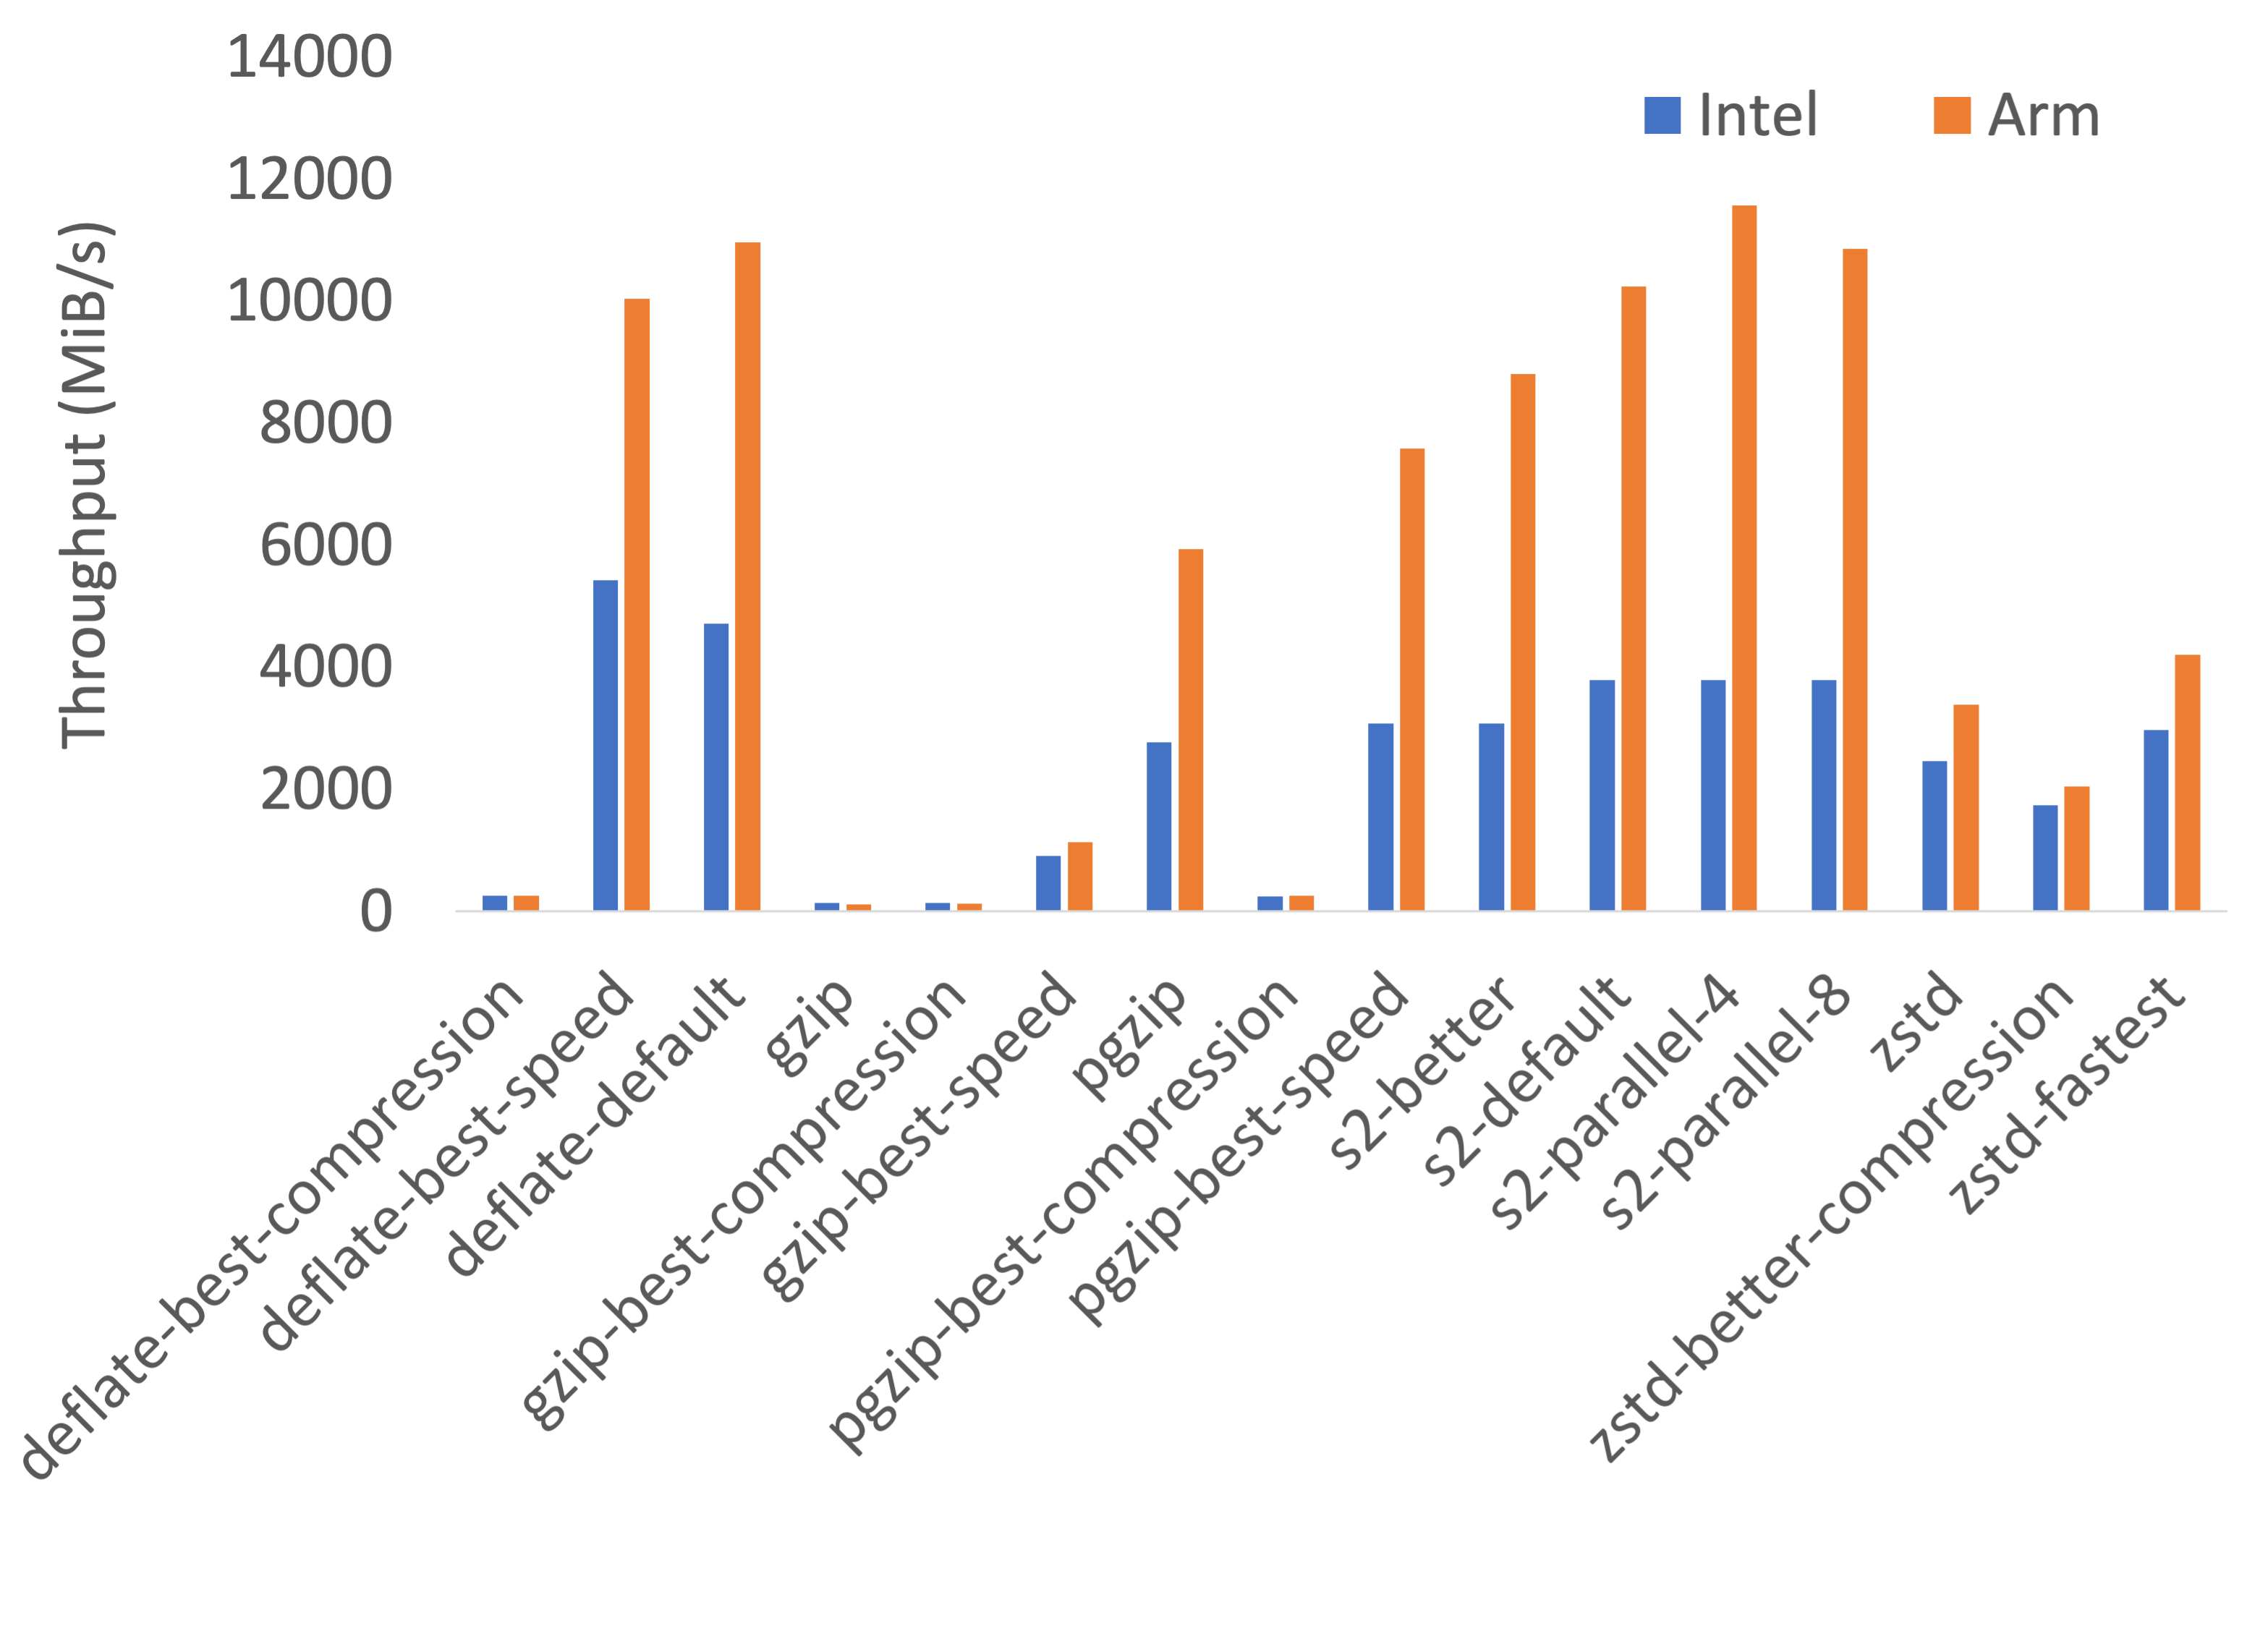 Throughput (MiB/s)
14000
12000
10000
8000
6000
4000
2000
0
Intel
Arm
deflate-best-compression
deflate-best-speed
deflate-default
gzip
gzip-best-compression
gzip-best-speed
pgzip
pgzip-best-compression
pgzip-best-speed
s2-better
s2-default
s2-parallel-4
s2-parallel-8
zstd
zstd-better-compression
zstd-fastest